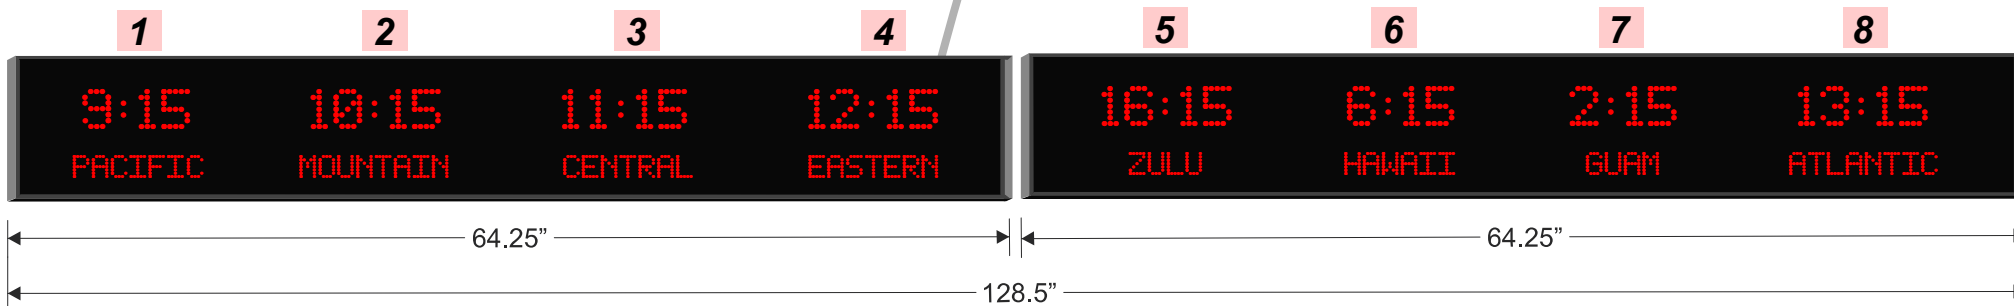 1 2 3 4 5 6 7 8
9:15 10:15 11:15 12:15 16:15 6:15 2:15 13:15
PACIFIC MOUNTAIN CENTRAL EASTERN ZULU HAWAII GUAM ATLANTIC
64.25” 64.25”
128.5”